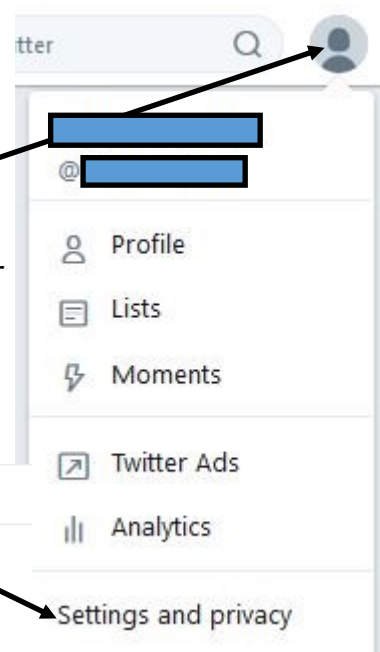 tter
@
Profile
Lists
Moments
Twitter Ads
Analytics
Settings and privacy